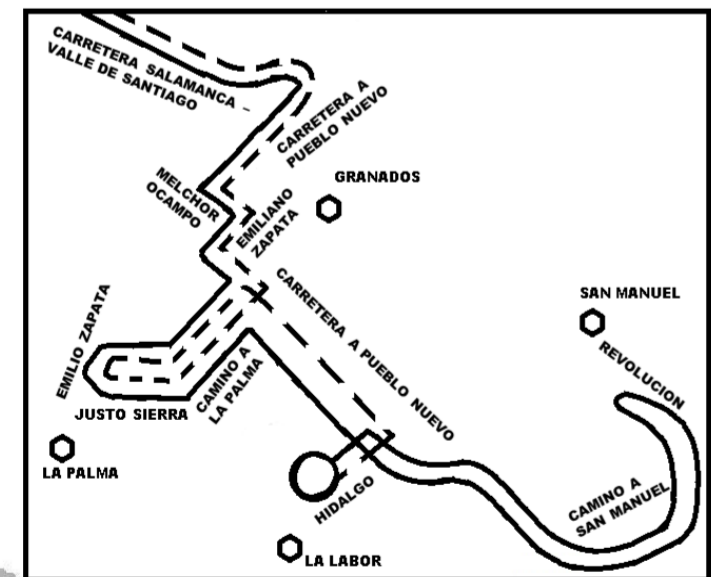 CARRETERA SALAMANCA –
VALLE DE SANTIAGO
CARRETERA A
PUEBLO NUEVO
MELCHOR
OCAMPO
EMILIANO
ZAPATA
GRANADOS
CARRETERA A PUEBLO NUEVO
SAN MANUEL
REVOLUCION
EMILIO ZAPATA
CAMINO A
LA PALMA
JUSTO SIERRA
LA PALMA
HIDALGO
CAMINO A
SAN MANUEL
LA LABOR